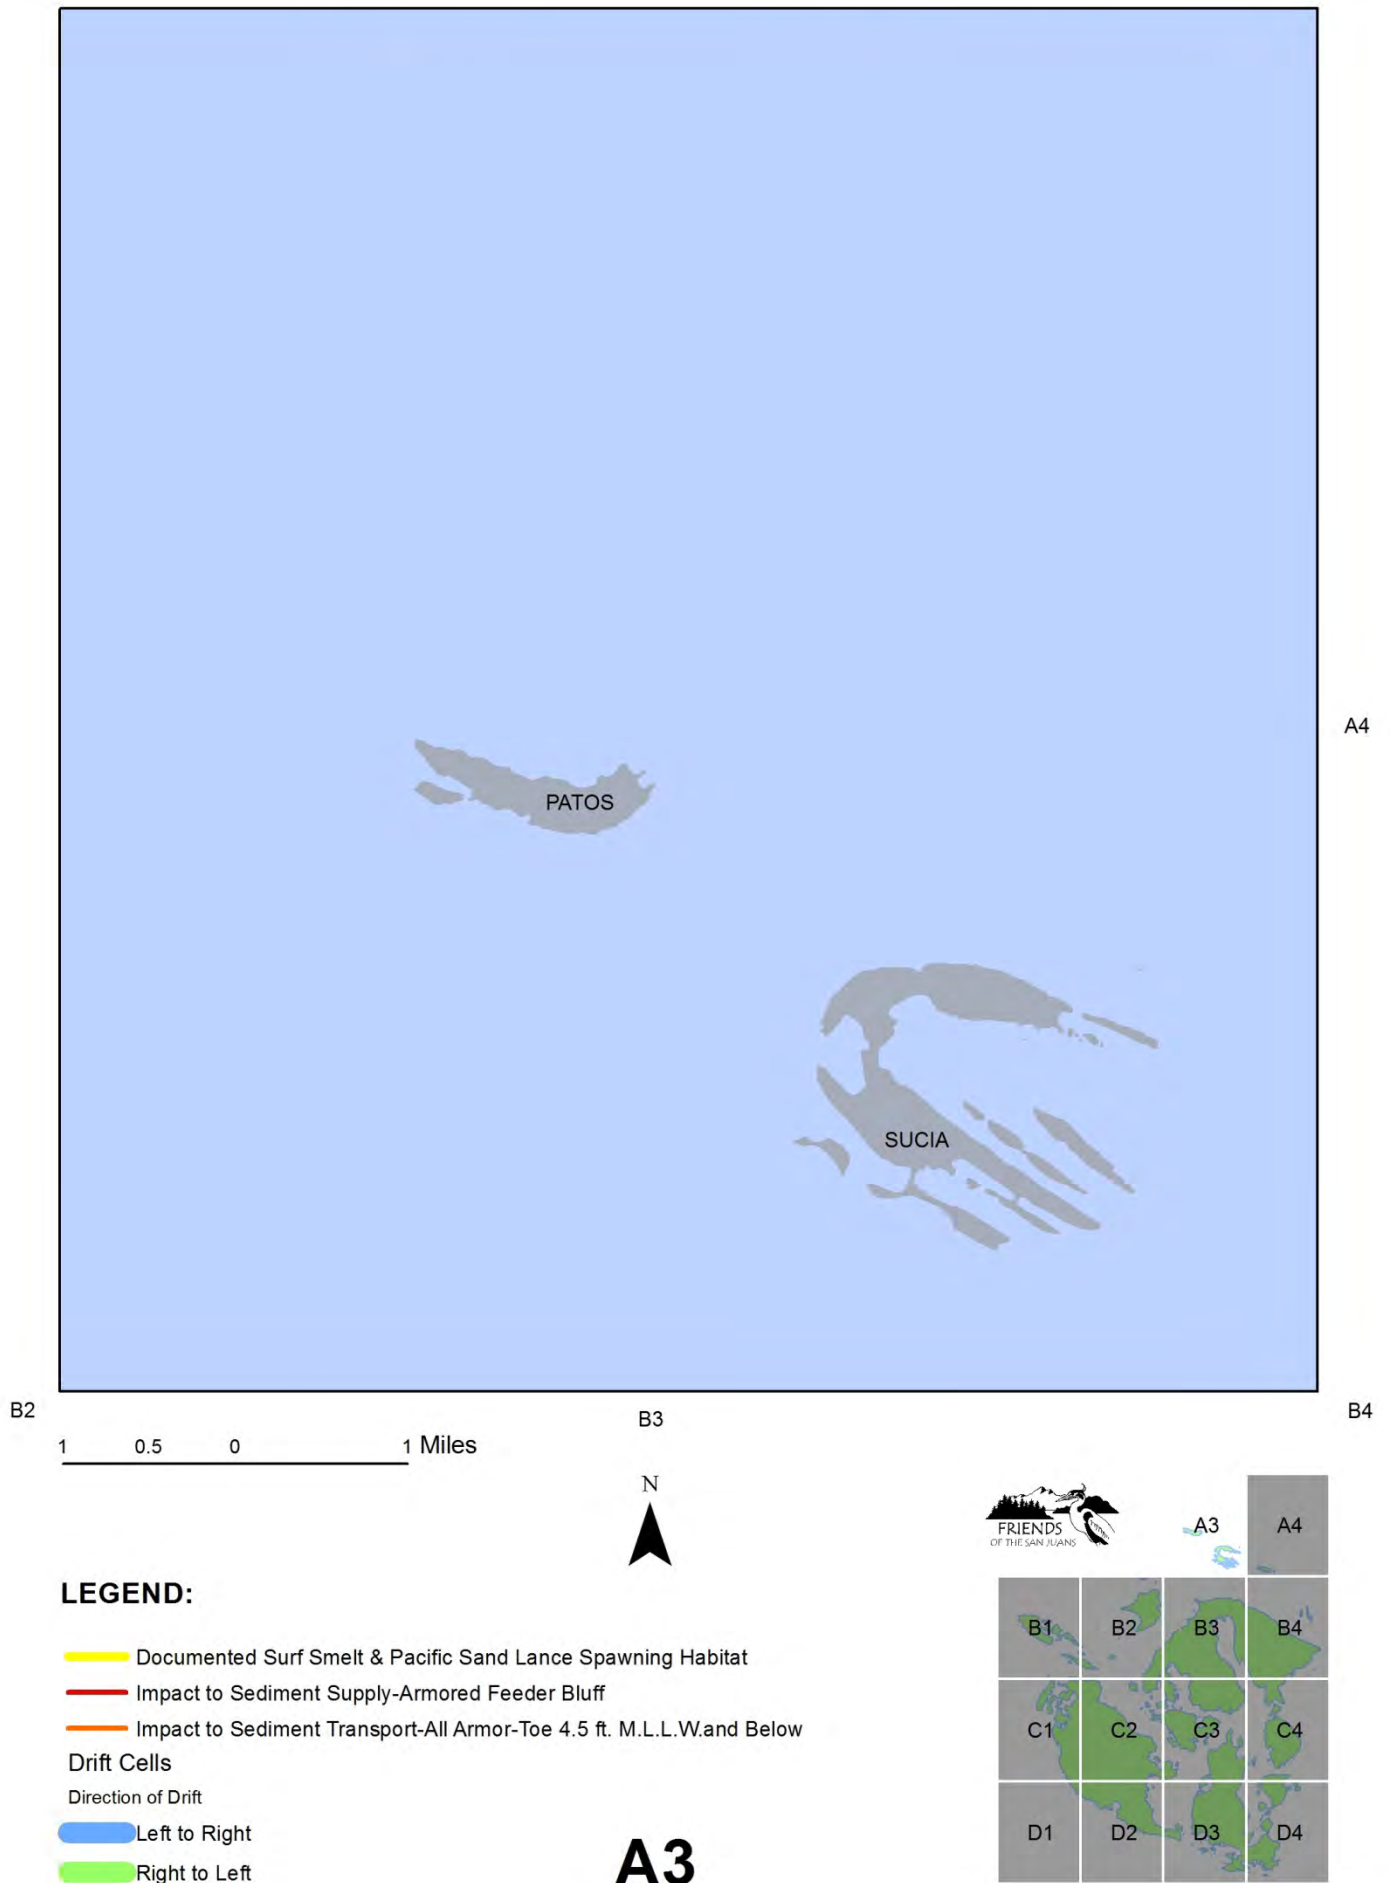 A4
PATOS
SUCIA
B2
B3
B4
1 0.5 0 1 Miles
N
FRIENDS
OF THE SAN JUANS
A3 A4
B1 B2 B3 B4
C1 C2 C3 C4
D1 D2 D3 D4
LEGEND:
Documented Surf Smelt & Pacific Sand Lance Spawning Habitat
Impact to Sediment Supply-Armored Feeder Bluff
Impact to Sediment Transport-All Armor-Toe 4.5 ft. M.L.L.W.and Below
Drift Cells
Direction of Drift
Left to Right
Right to Left
A3